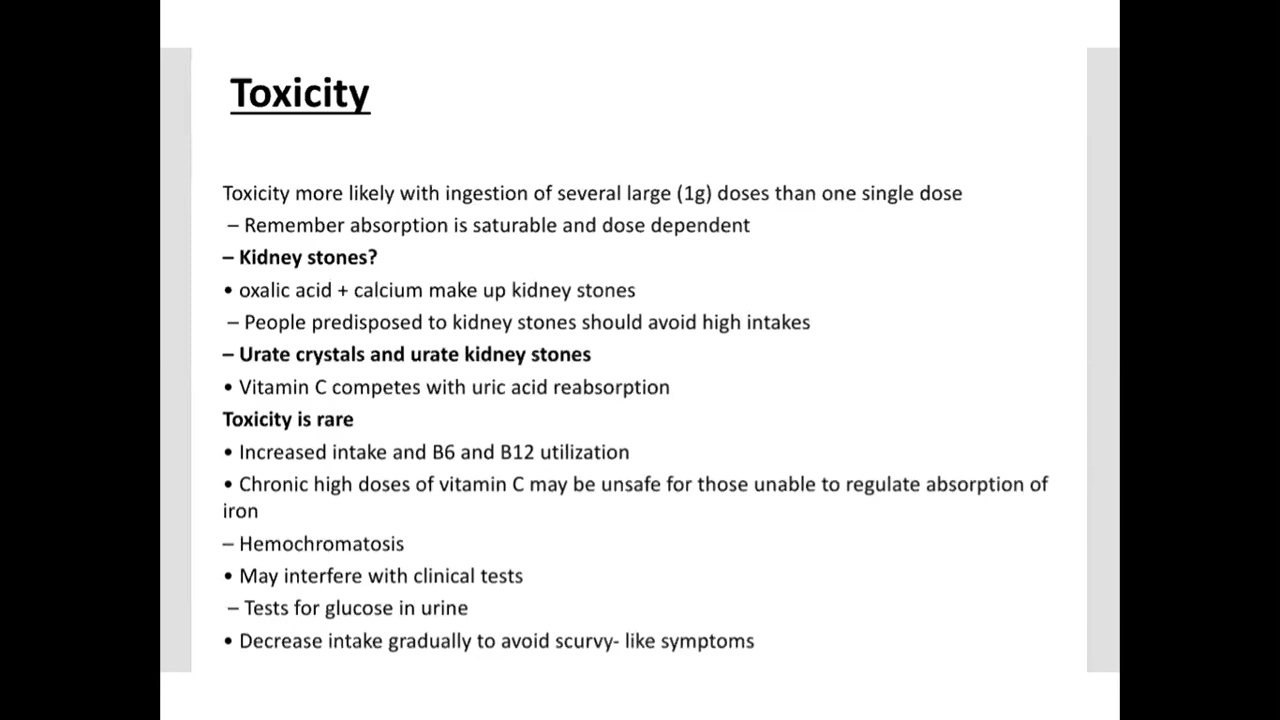 Toxicity
Toxicity more likely with ingestion of several large (1g) doses than one single dose
– Remember absorption is saturable and dose dependent
– Kidney stones?
• oxalic acid + calcium make up kidney stones
– People predisposed to kidney stones should avoid high intakes
– Urate crystals and urate kidney stones
• Vitamin C competes with uric acid reabsorption
Toxicity is rare
• Increased intake and B6 and B12 utilization
• Chronic high doses of vitamin C may be unsafe for those unable to regulate absorption of
iron
– Hemochromatosis
• May interfere with clinical tests
– Tests for glucose in urine
• Decrease intake gradually to avoid scurvy- like symptoms